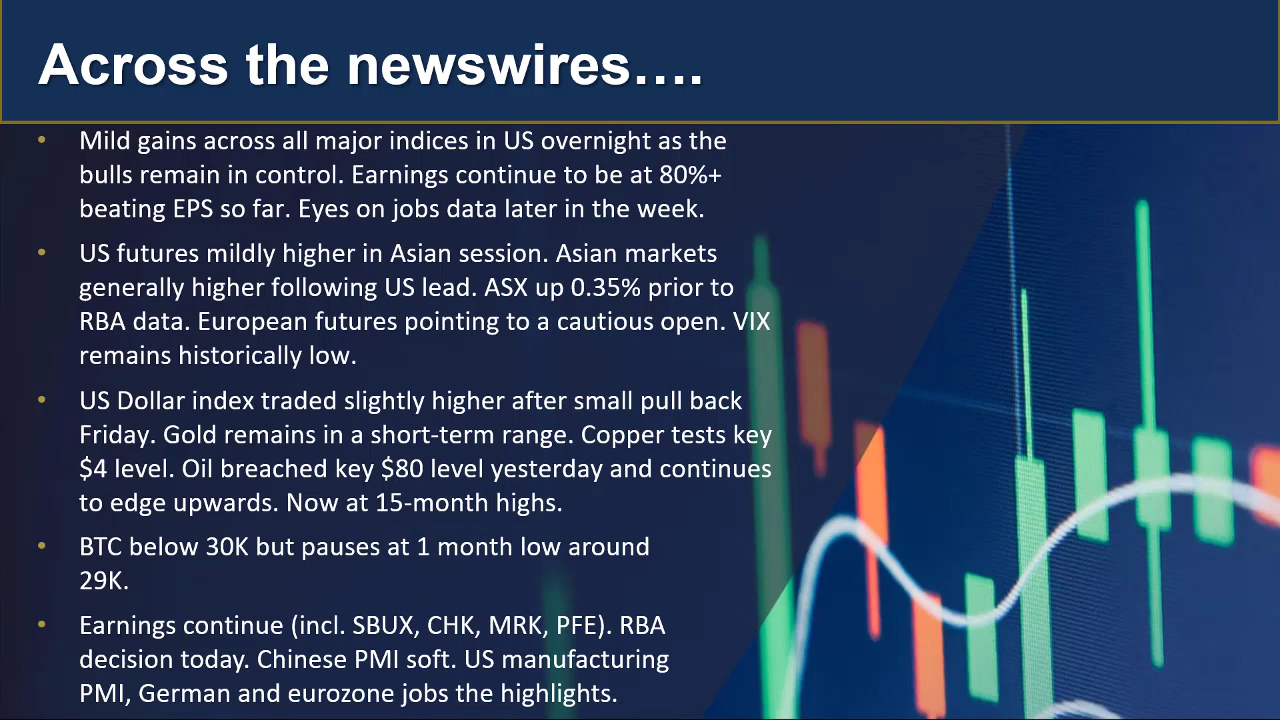 Across the newswires….
• Mild gains across all major indices in US overnight as the
bulls remain in control. Earnings continue to be at 80%+
beating EPS so far. Eyes on jobs data later in the week.
• US futures mildly higher in Asian session. Asian markets
generally higher following US lead. ASX up 0.35% prior to
RBA data. European futures pointing to a cautious open. VIX
remains historically low.
• US Dollar index traded slightly higher after small pull back
Friday. Gold remains in a short-term range. Copper tests key
$4 level. Oil breached key $80 level yesterday and continues
to edge upwards. Now at 15-month highs.
• BTC below 30K but pauses at 1 month low around
29K.
• Earnings continue (incl. SBUX, CHK, MRK, PFE). RBA
decision today. Chinese PMI soft. US manufacturing
PMI, German and eurozone jobs the highlights.